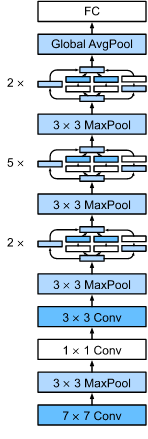 FC
Global AvgPool
2 ×
3 × 3 MaxPool
5 ×
3 × 3 MaxPool
2 ×
3 × 3 MaxPool
3 × 3 Conv
1 × 1 Conv
3 × 3 MaxPool
7 × 7 Conv